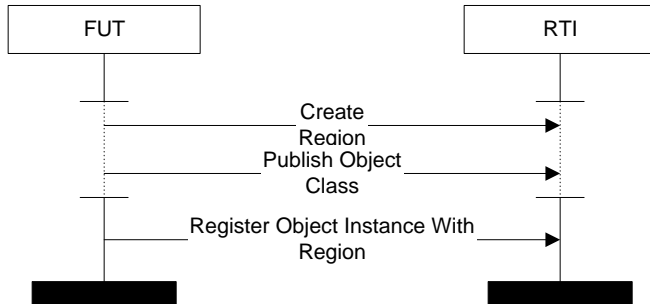 FUT
RTI
Create
Region
Publish Object
Class
Register Object Instance With
Region